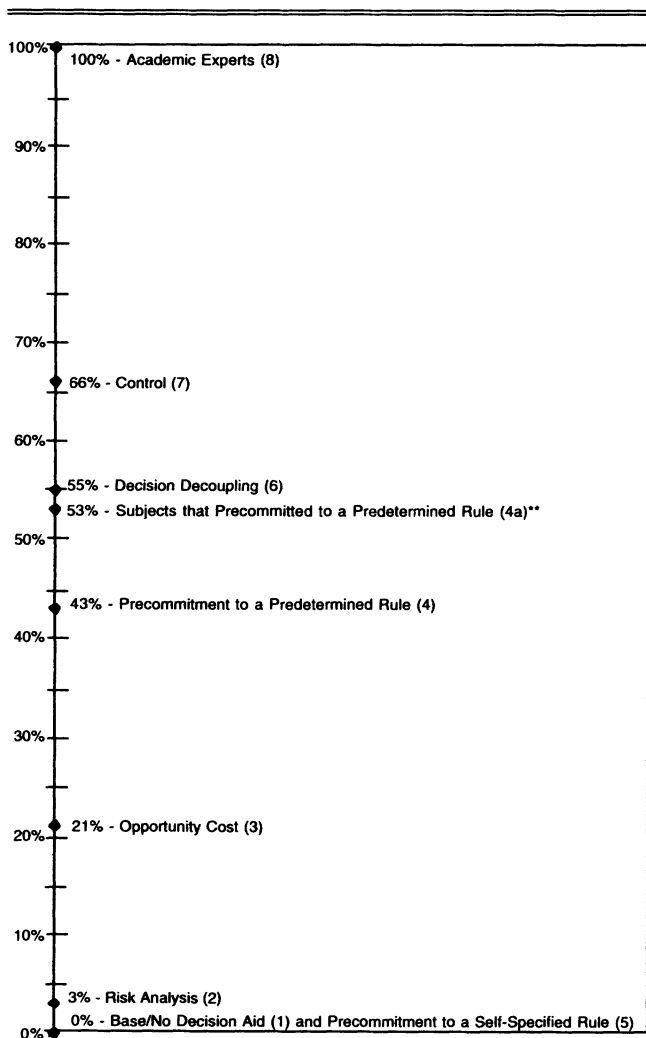 100%
100% - Academic Experts (8)
90%
80%
70%
66% - Control (7)
60%
55% - Decision Decoupling (6)
53% - Subjects that Precommitted to a Predetermined Rule (4a)**
50%
43% - Precommitment to a Predetermined Rule (4)
40%
30%
21% - Opportunity Cost (3)
20%
10%
3% - Risk Analysis (2)
0% - Base/No Decision Aid (1) and Precommitment to a Self-Specified Rule (5)
0%